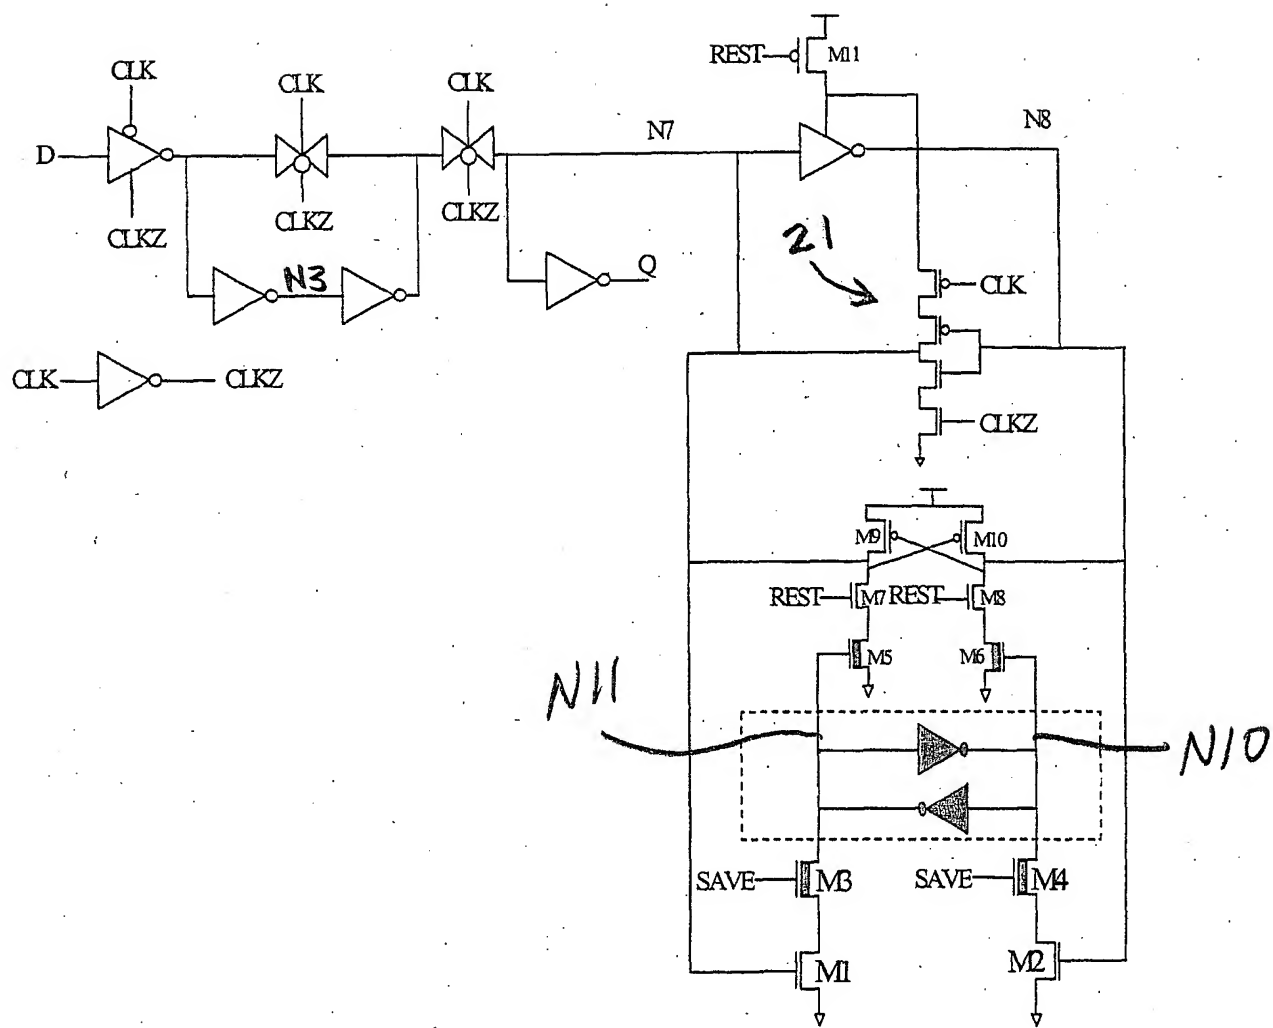 REST
M11
CLK
CLK
CLK
N7
N8
D
CLKZ
CLKZ
CLKZ
21
N3
Q
CLK
CLK
CLKZ
CLKZ
M9
M10
REST
M7
REST
M8
M5
M6
N11
N10
SAVE
M3
SAVE
M4
M1
M2